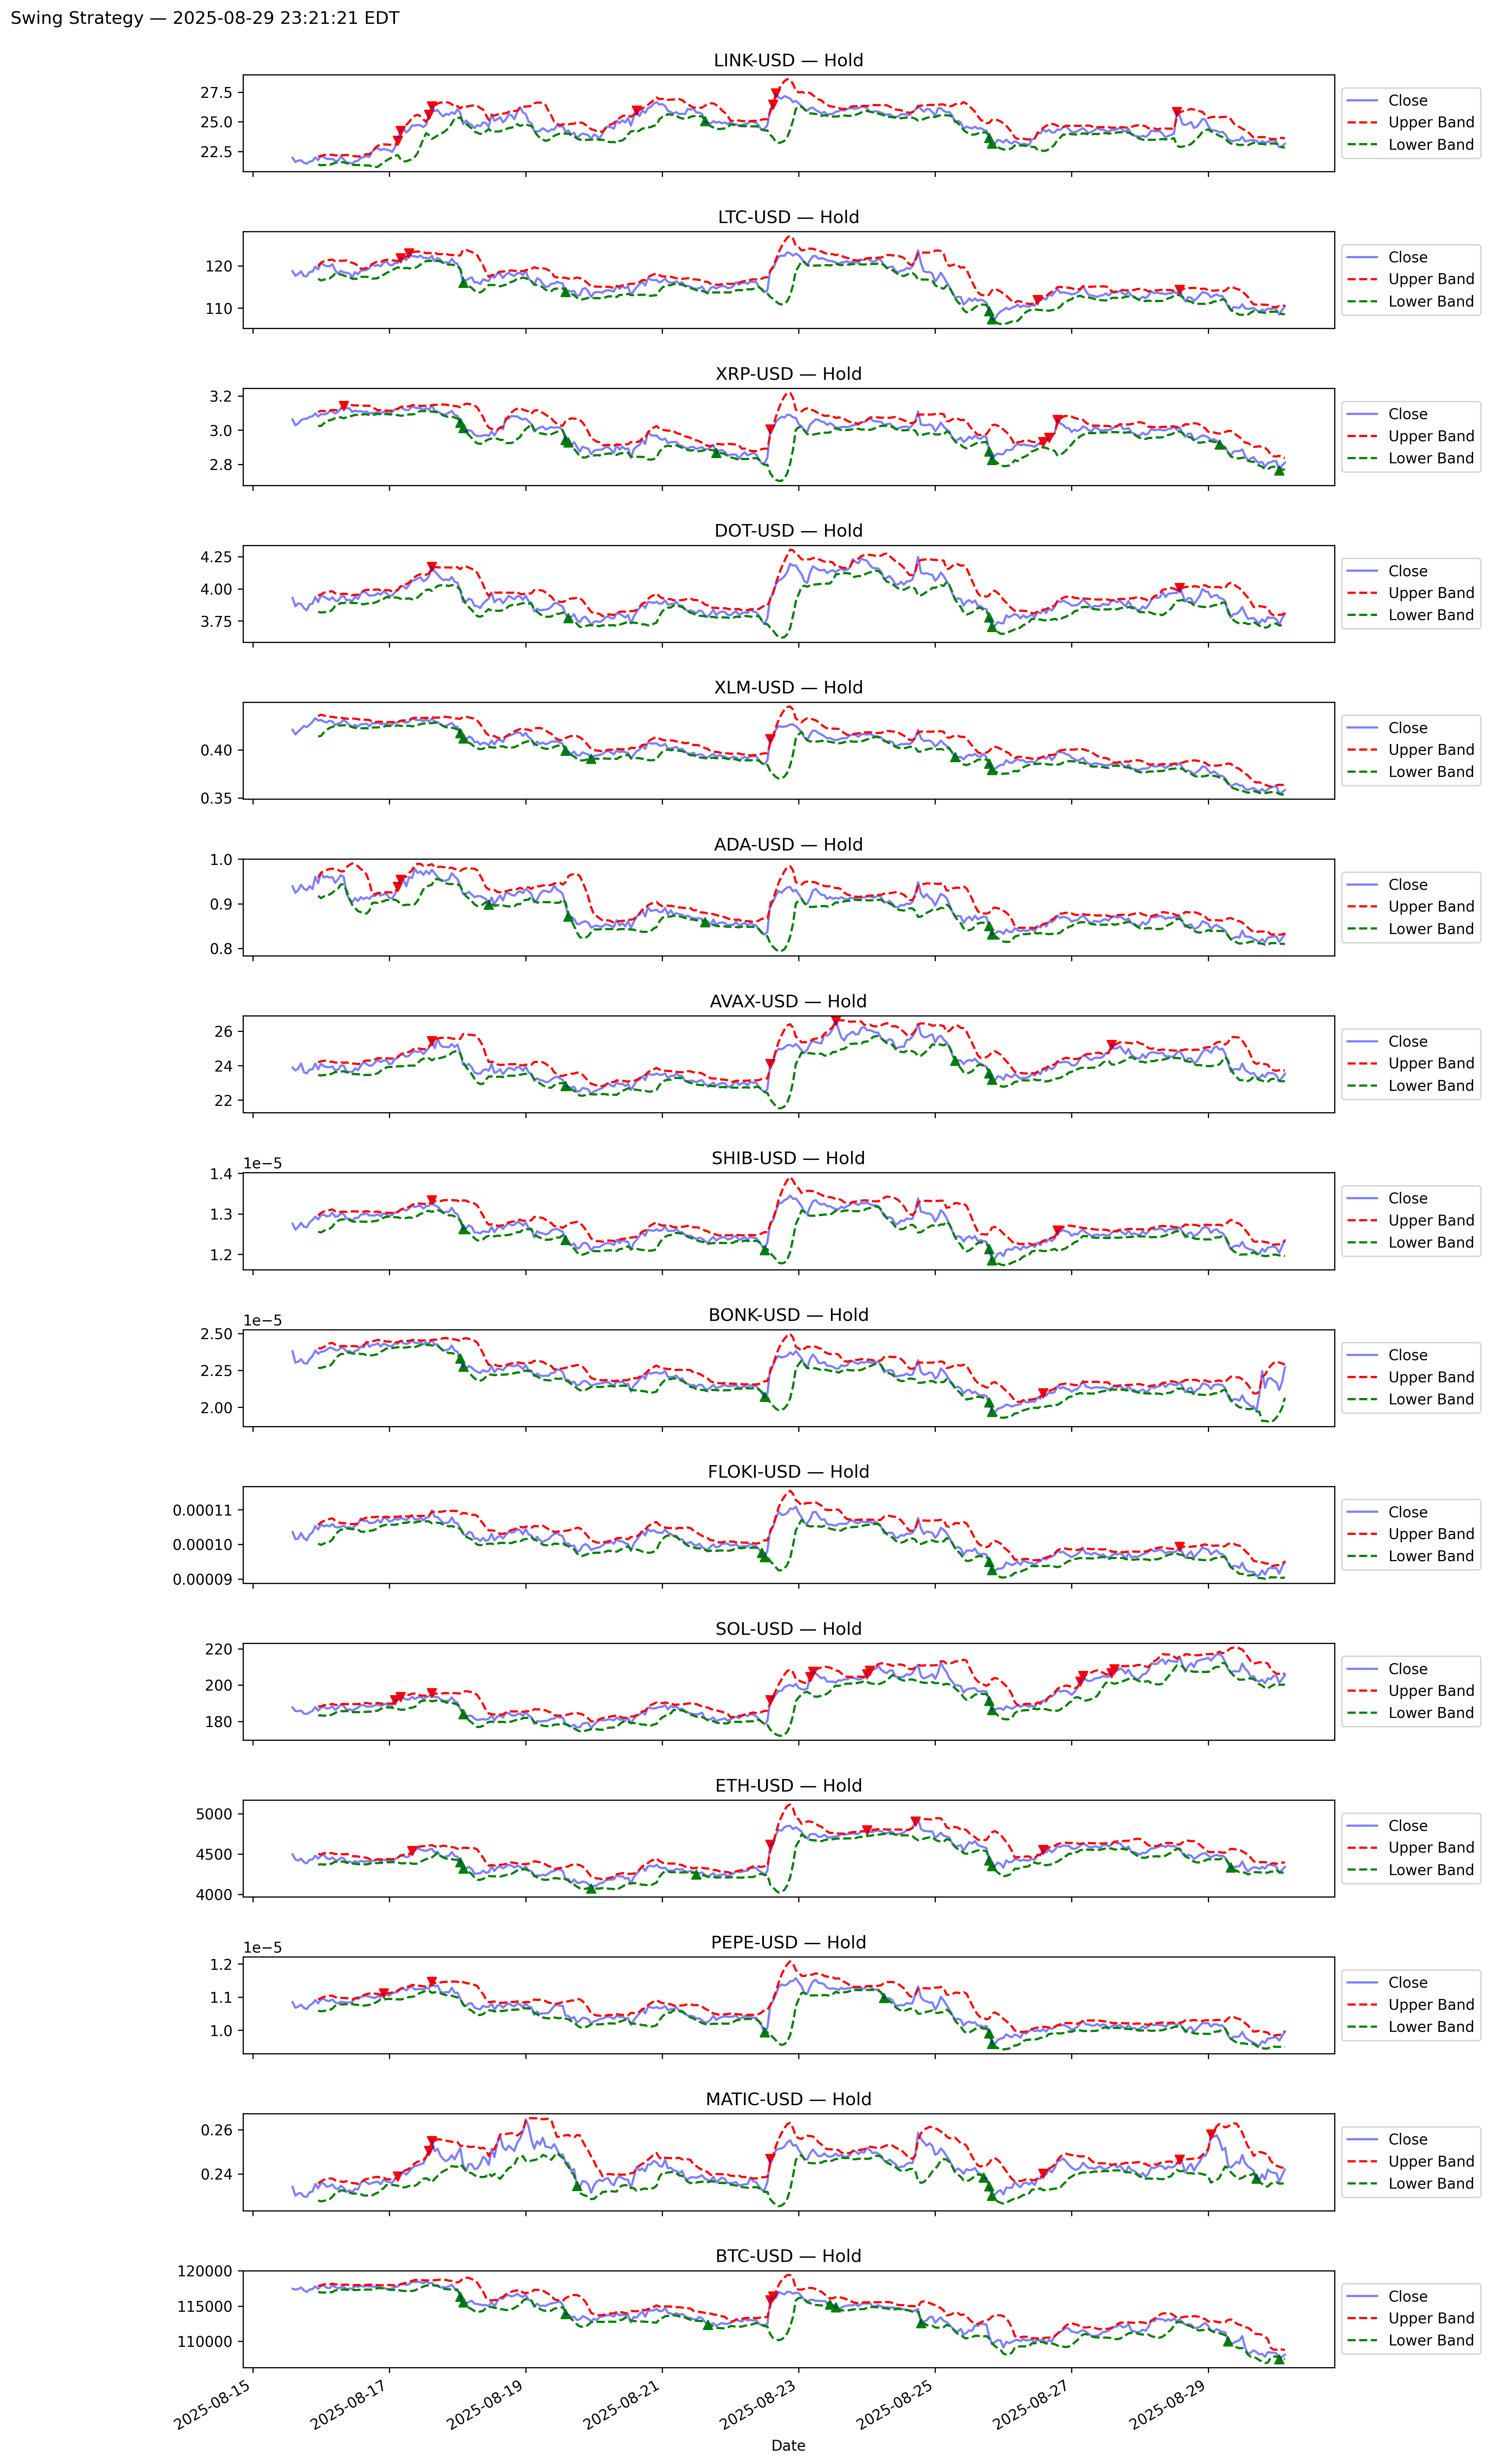 Swing Strategy — 2025-08-29 23:21:21 EDT
LINK-USD — Hold
27.5
25.0
22.5
Close
Upper Band
Lower Band
LTC-USD — Hold
120
110
Close
Upper Band
Lower Band
XRP-USD — Hold
3.2
3.0
2.8
Close
Upper Band
Lower Band
DOT-USD — Hold
4.25
4.00
3.75
Close
Upper Band
Lower Band
XLM-USD — Hold
0.40
0.35
Close
Upper Band
Lower Band
ADA-USD — Hold
1.0
0.9
0.8
Close
Upper Band
Lower Band
AVAX-USD — Hold
26
24
22
Close
Upper Band
Lower Band
SHIB-USD — Hold
1e−5
1.4
1.3
1.2
Close
Upper Band
Lower Band
BONK-USD — Hold
1e−5
2.50
2.25
2.00
Close
Upper Band
Lower Band
FLOKI-USD — Hold
0.00011
0.00010
0.00009
Close
Upper Band
Lower Band
SOL-USD — Hold
220
200
180
Close
Upper Band
Lower Band
ETH-USD — Hold
5000
4500
4000
Close
Upper Band
Lower Band
PEPE-USD — Hold
1e−5
1.2
1.1
1.0
Close
Upper Band
Lower Band
MATIC-USD — Hold
0.26
0.24
Close
Upper Band
Lower Band
BTC-USD — Hold
120000
115000
110000
Close
Upper Band
Lower Band
2025-08-15
2025-08-17
2025-08-19
2025-08-21
2025-08-23
2025-08-25
2025-08-27
2025-08-29
Date